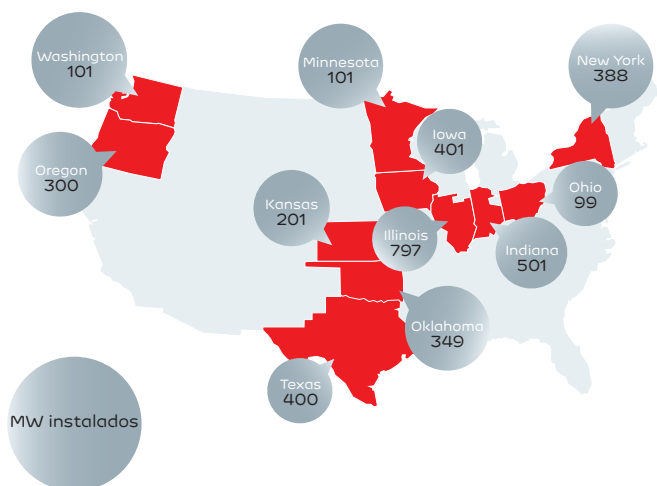 Washington
101
Minnesota
101
New York
388
Iowa
401
Oregon
300
Ohio
99
Kansas
201
Illinois
797
Indiana
501
Oklahoma
349
Texas
400
MW instalados